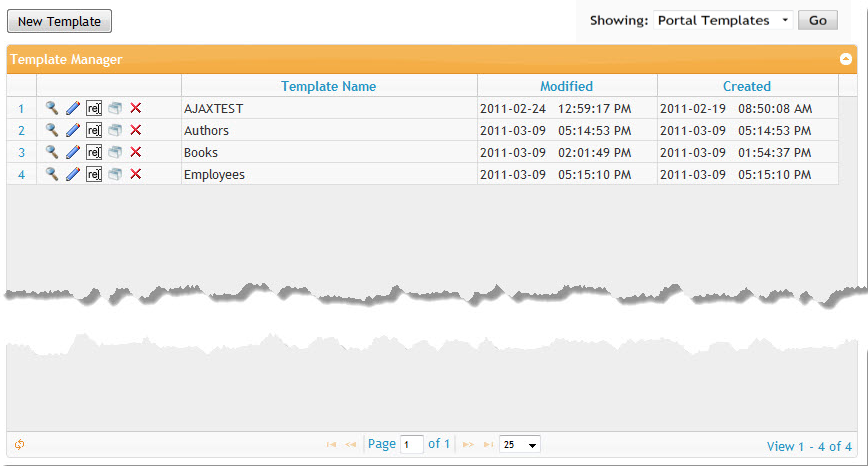 New Template Showing: Portal Templates Go
Template Manager
Template Name Modified Created
1 re AJAXTEST 2011-02-24 12:59:17 PM 2011-02-19 08:50:08 AM
2 re Authors 2011-03-09 05:14:53 PM 2011-03-09 05:14:53 PM
3 re Books 2011-03-09 02:01:49 PM 2011-03-09 01:54:37 PM
4 re Employees 2011-03-09 05:15:10 PM 2011-03-09 05:15:10 PM
Page 1 of 1 25 View 1 - 4 of 4